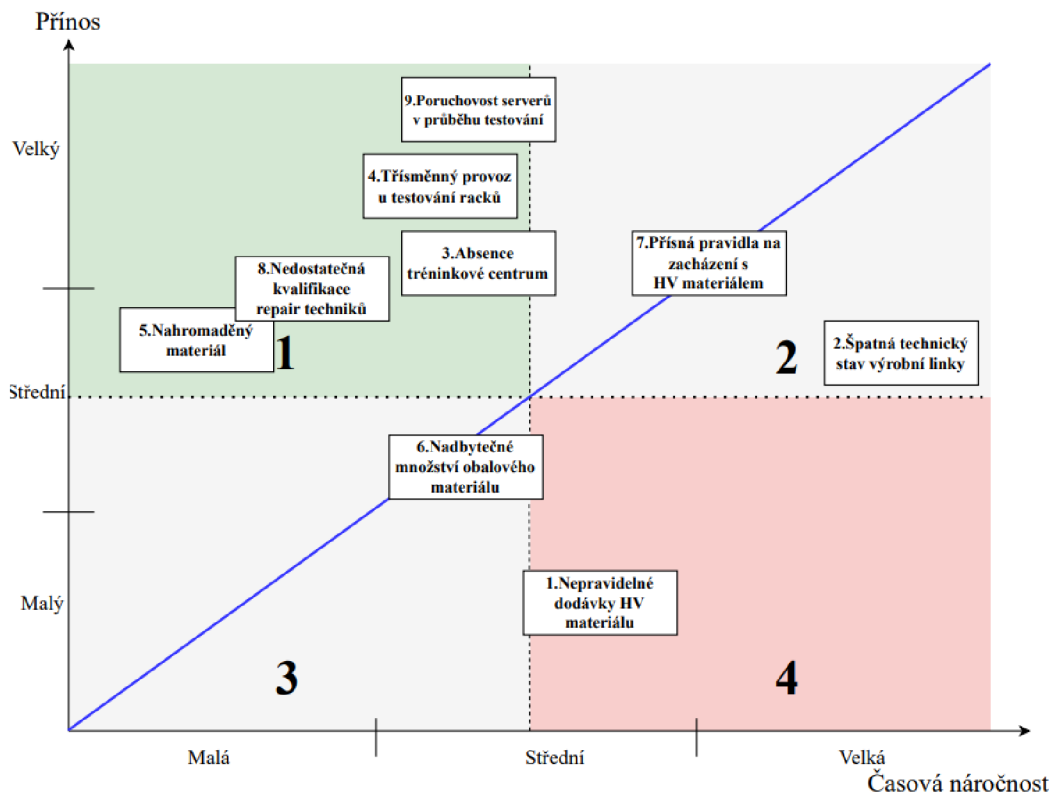 Přínos
9.Poruchovost serverů
v průběhu testování
Velký
4.Třísměnný provoz
u testování racků
3.Absence
tréninkové centrum
7.Přísná pravidla na
zacházení s
HV materiálem
8.Nedostatečná
kvalifikace
repair techniků
5.Nahromaděný
materiál
1
2
2.Špatná technický
stav výrobní linky
Střední
6.Nadbytečné
množství obalového
materiálu
1.Nepravidelné
dodávky HV
materiálu
Malý
3
4
Malá
Střední
Velká
Časová náročnost